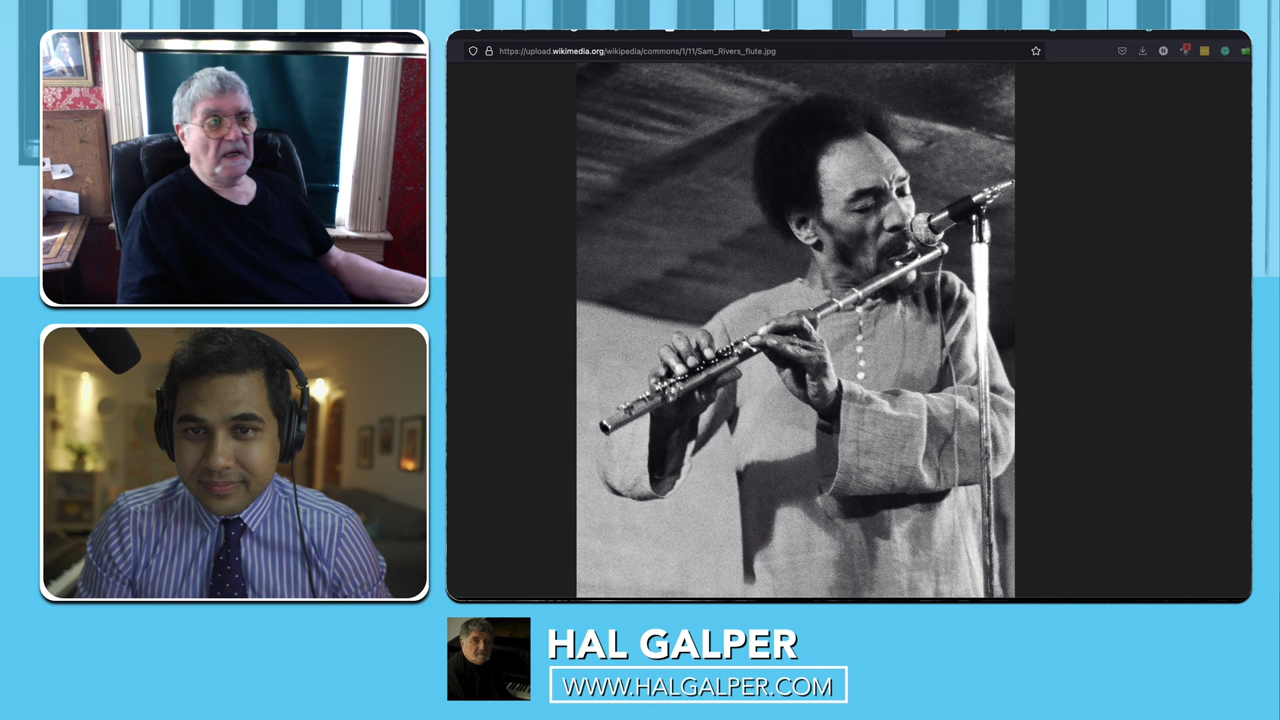 https://upload.wikimedia.org/wikipedia/commons/1/11/Sam_Rivers_flute.jpg
HAL GALPER
WWW.HALGALPER.COM